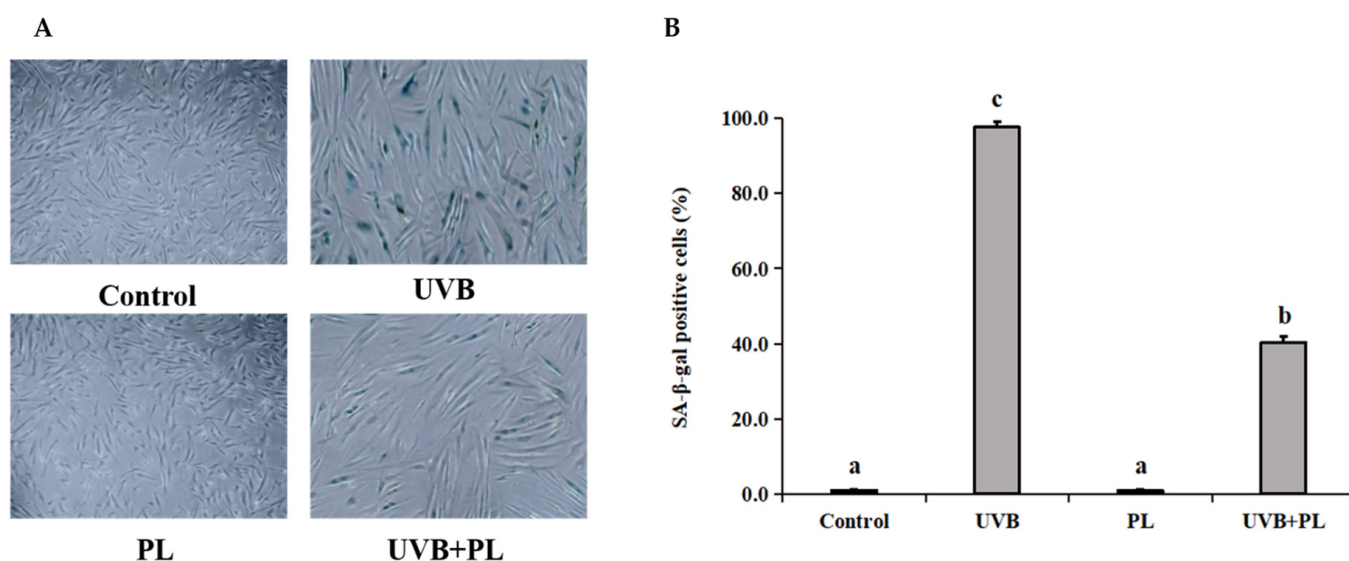 A
B
Control
UVB
PL
UVB+PL
SA-β-gal positive cells (%)
100.0
80.0
60.0
40.0
20.0
0.0
a
c
a
b
Control
UVB
PL
UVB+PL